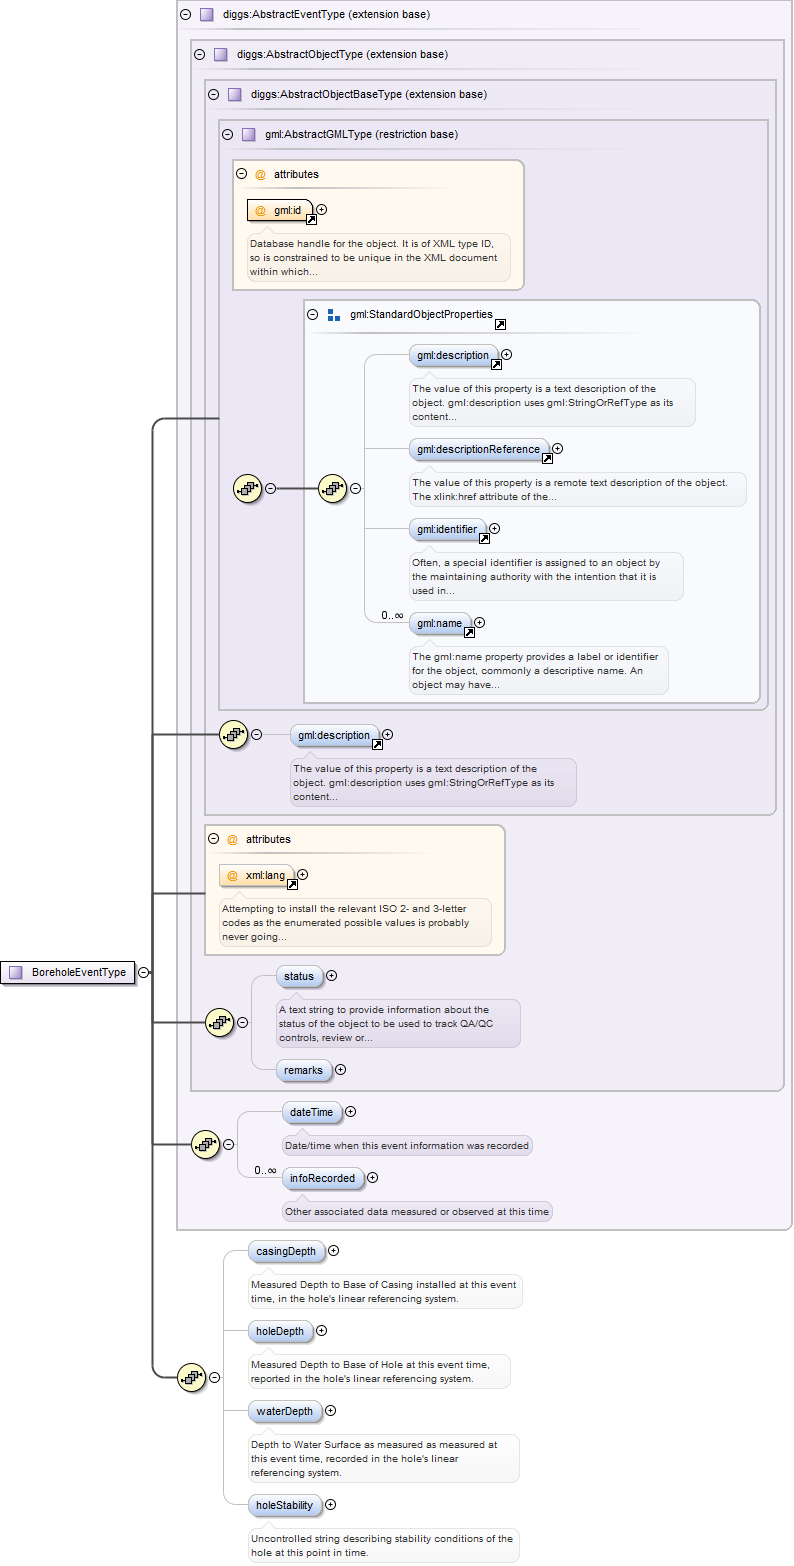 diggs:AbstractEventType (extension base)
diggs:AbstractObjectType (extension base)
diggs:AbstractObjectBaseType (extension base)
gml:AbstractGMLType (restriction base)
@ attributes
@ gml:id
Database handle for the object. It is of XML type ID,
so is constrained to be unique in the XML document
within which...
gml:StandardObjectProperties
gml:description
The value of this property is a text description of the
object. gml:description uses gml:StringOrRefType as its
content...
gml:descriptionReference
The value of this property is a remote text description of the object.
The xlink:href attribute of the...
gml:identifier
Often, a special identifier is assigned to an object by
the maintaining authority with the intention that it is
used in...
0..∞
gml:name
The gml:name property provides a label or identifier
for the object, commonly a descriptive name. An
object may have...
gml:description
The value of this property is a text description of the
object. gml:description uses gml:StringOrRefType as its
content...
@ attributes
@ xml:lang
Attempting to install the relevant ISO 2- and 3-letter
codes as the enumerated possible values is probably
never going...
BoreholeEventType
status
A text string to provide information about the
status of the object to be used to track QA/QC
controls, review or...
remarks
dateTime
Date/time when this event information was recorded
0..∞
infoRecorded
Other associated data measured or observed at this time
casingDepth
Measured Depth to Base of Casing installed at this event
time, in the hole's linear referencing system.
holeDepth
Measured Depth to Base of Hole at this event time,
reported in the hole's linear referencing system.
waterDepth
Depth to Water Surface as measured as measured at
this event time, recorded in the hole's linear
referencing system.
holeStability
Uncontrolled string describing stability conditions of the
hole at this point in time.